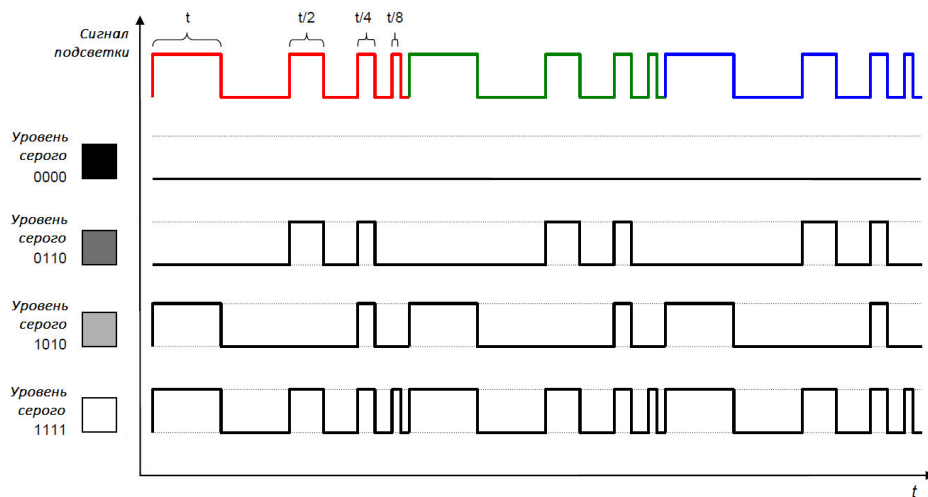 t t/2 t/4 t/8
Сигнал
подсветки
Уровень
серого
0000
Уровень
серого
0110
Уровень
серого
1010
Уровень
серого
1111
t